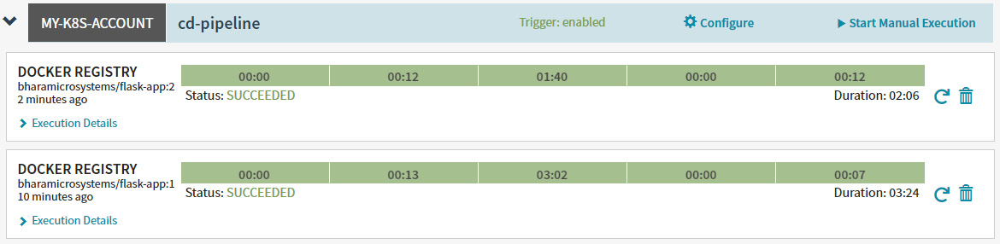 MY-K8S-ACCOUNT cd-pipeline Trigger: enabled Configure Start Manual Execution
DOCKER REGISTRY
bharamicrosystems/flask-app:2
2 minutes ago
Execution Details
00:00 00:12 01:40 00:00 00:12
Status: SUCCEEDED Duration: 02:06
DOCKER REGISTRY
bharamicrosystems/flask-app:1
10 minutes ago
Execution Details
00:00 00:13 03:02 00:00 00:07
Status: SUCCEEDED Duration: 03:24